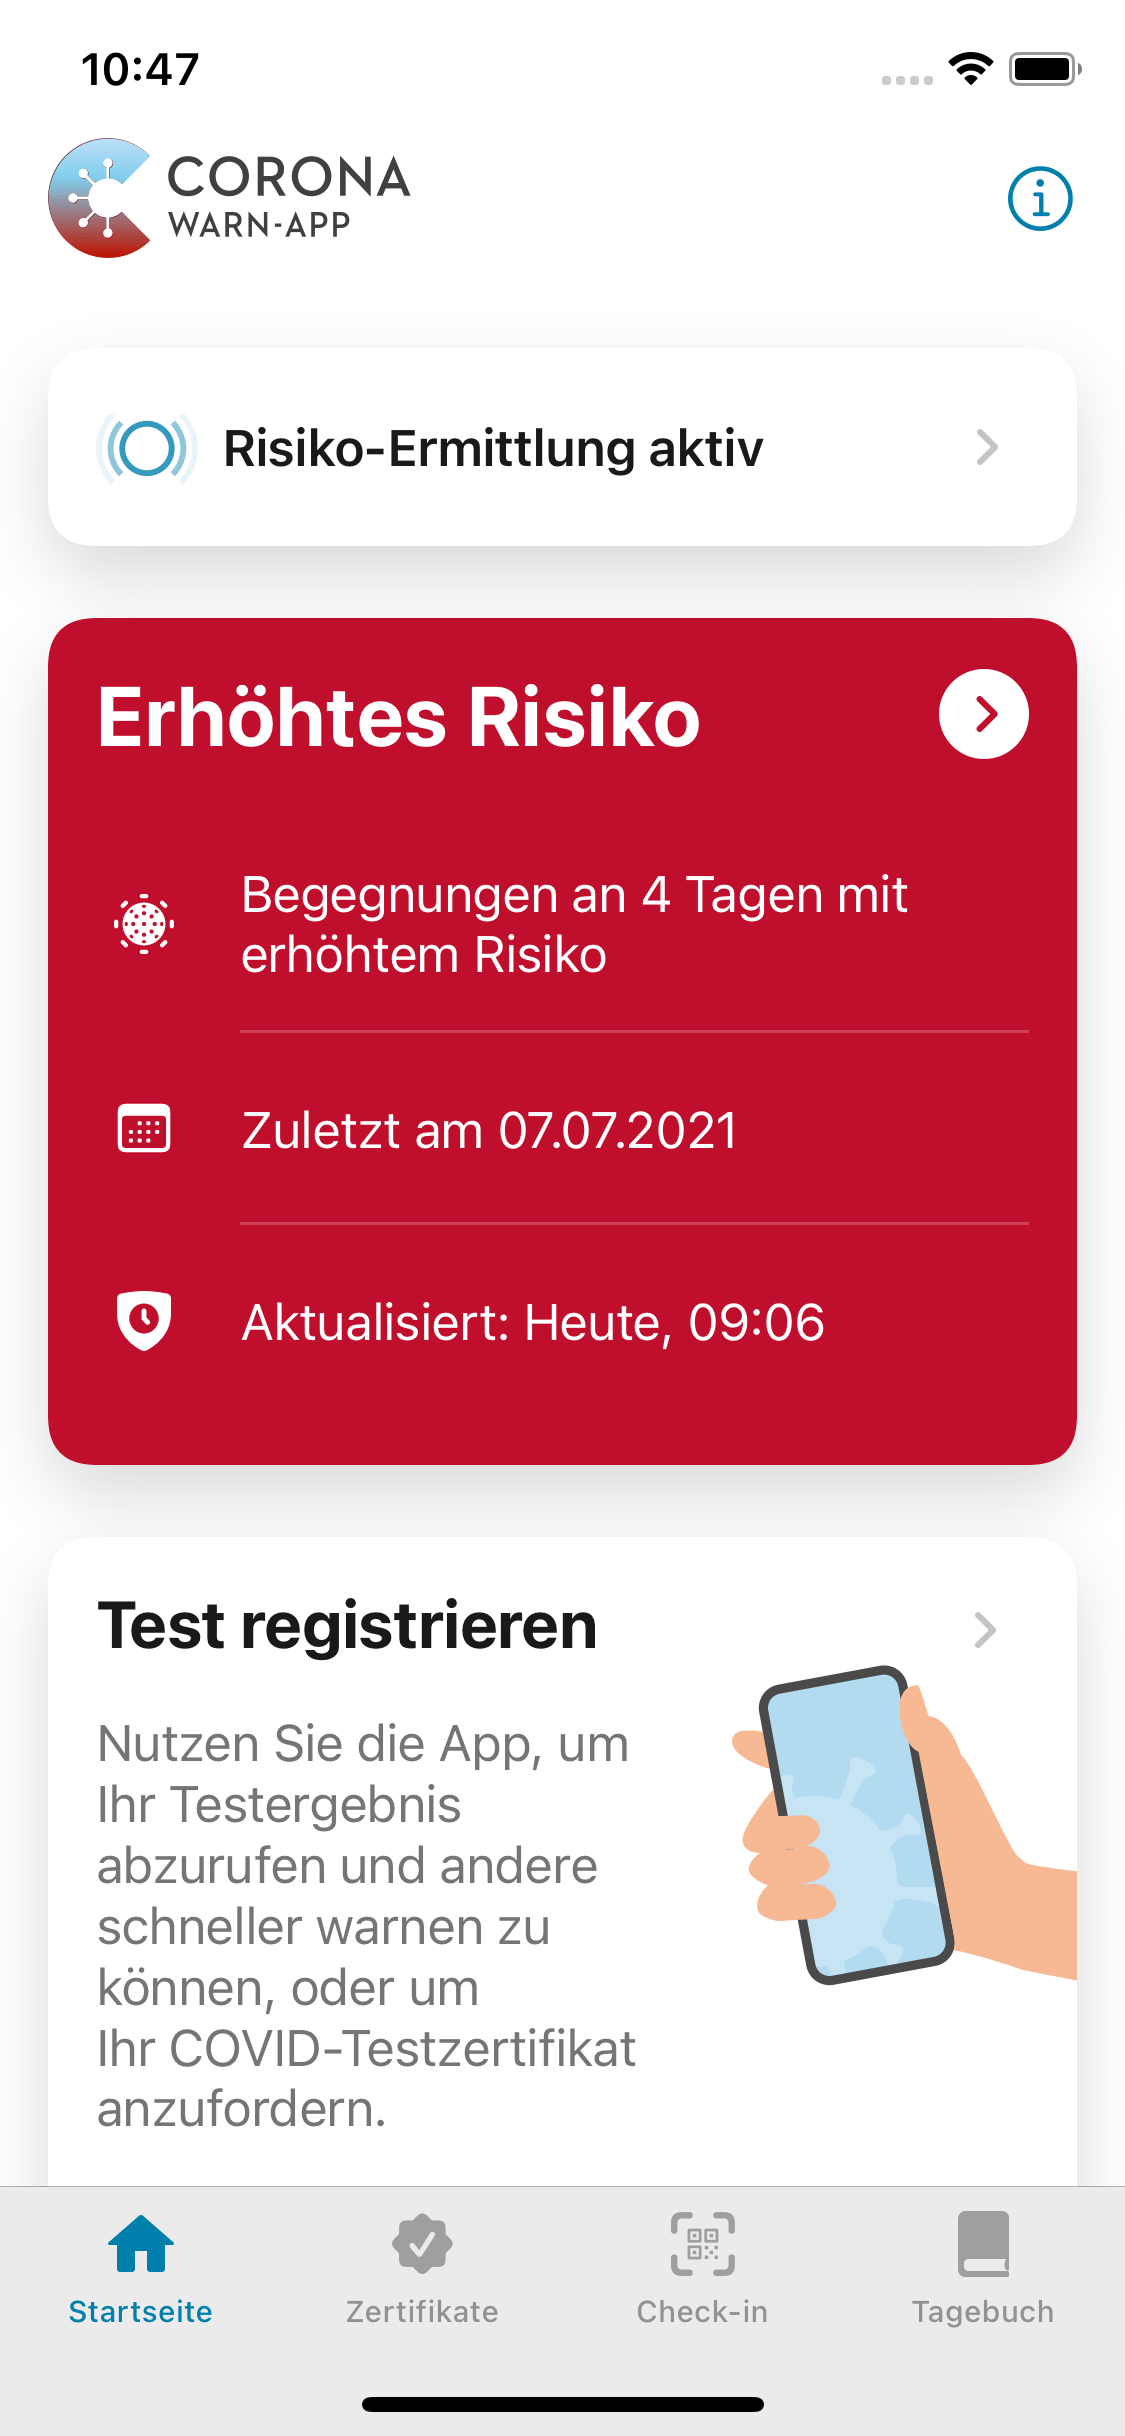 10:47
CORONA
WARN-APP
Risiko-Ermittlung aktiv
Erhöhtes Risiko
Begegnungen an 4 Tagen mit
erhöhtem Risiko
Zuletzt am 07.07.2021
Aktualisiert: Heute, 09:06
Test registrieren
Nutzen Sie die App, um
Ihr Testergebnis
abzurufen und andere
schneller warnen zu
können, oder um
Ihr COVID-Testzertifikat
anzufordern.
Startseite
Zertifikate
Check-in
Tagebuch